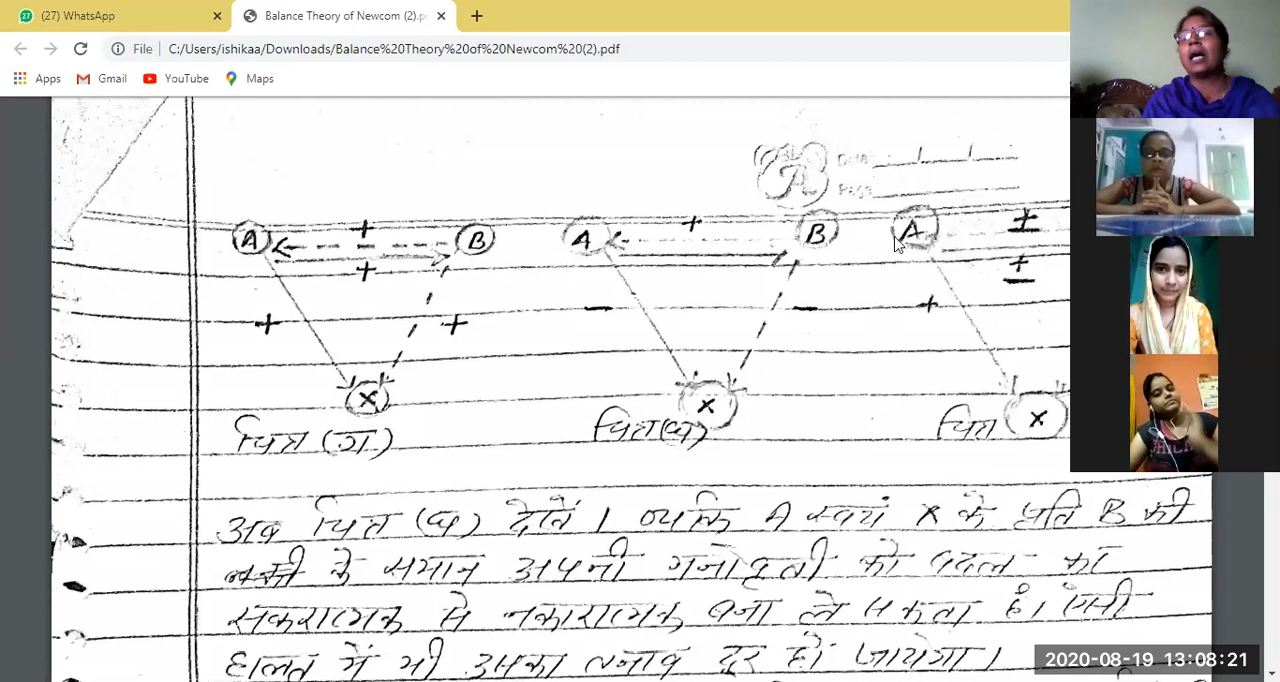 (27) WhatsApp
Balance Theory of Newcom (2).p
File C:/Users/ishikaa/Downloads/Balance%20Theory%20of%20Newcom%20(2).pdf
Apps Gmail YouTube Maps
A + B A + B A ±
+ ±
+ + - - +
X X X
चित्र (ग) चित्र (घ) चित्र
अब चित्र (घ) देखें । व्यक्ति A स्वयं X के प्रति B की
के समान अपनी मनोवृत्ती को बदल कर
सकारात्मक से नकारात्मक बना ले सकता है। ऐसी
हालत में भी उसका तनाव दूर हो जायेगा।
2020-08-19 13:08:21